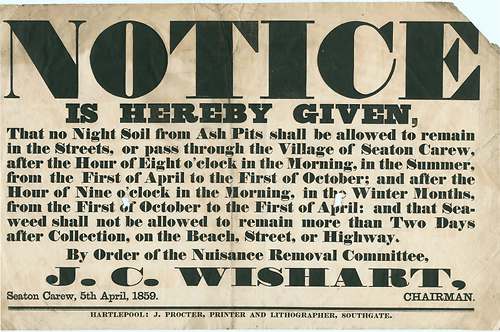 NOTICE
IS HEREBY GIVEN,
That no Night Soil from Ash Pits shall be allowed to remain
in the Streets, or pass through the Village of Seaton Carew,
after the Hour of Eight o'clock in the Morning, in the Summer,
from the First of April to the First of October; and after the
Hour of Nine o'clock in the Morning, in the Winter Months,
from the First of October to the First of April: and that Sea-
weed shall not be allowed to remain more than Two Days
after Collection, on the Beach, Street, or Highway.
By Order of the Nuisance Removal Committee,
J. C. WISHART,
Seaton Carew, 5th April, 1859. CHAIRMAN.
HARTLEPOOL: J. PROCTER, PRINTER AND LITHOGRAPHER, SOUTHGATE.